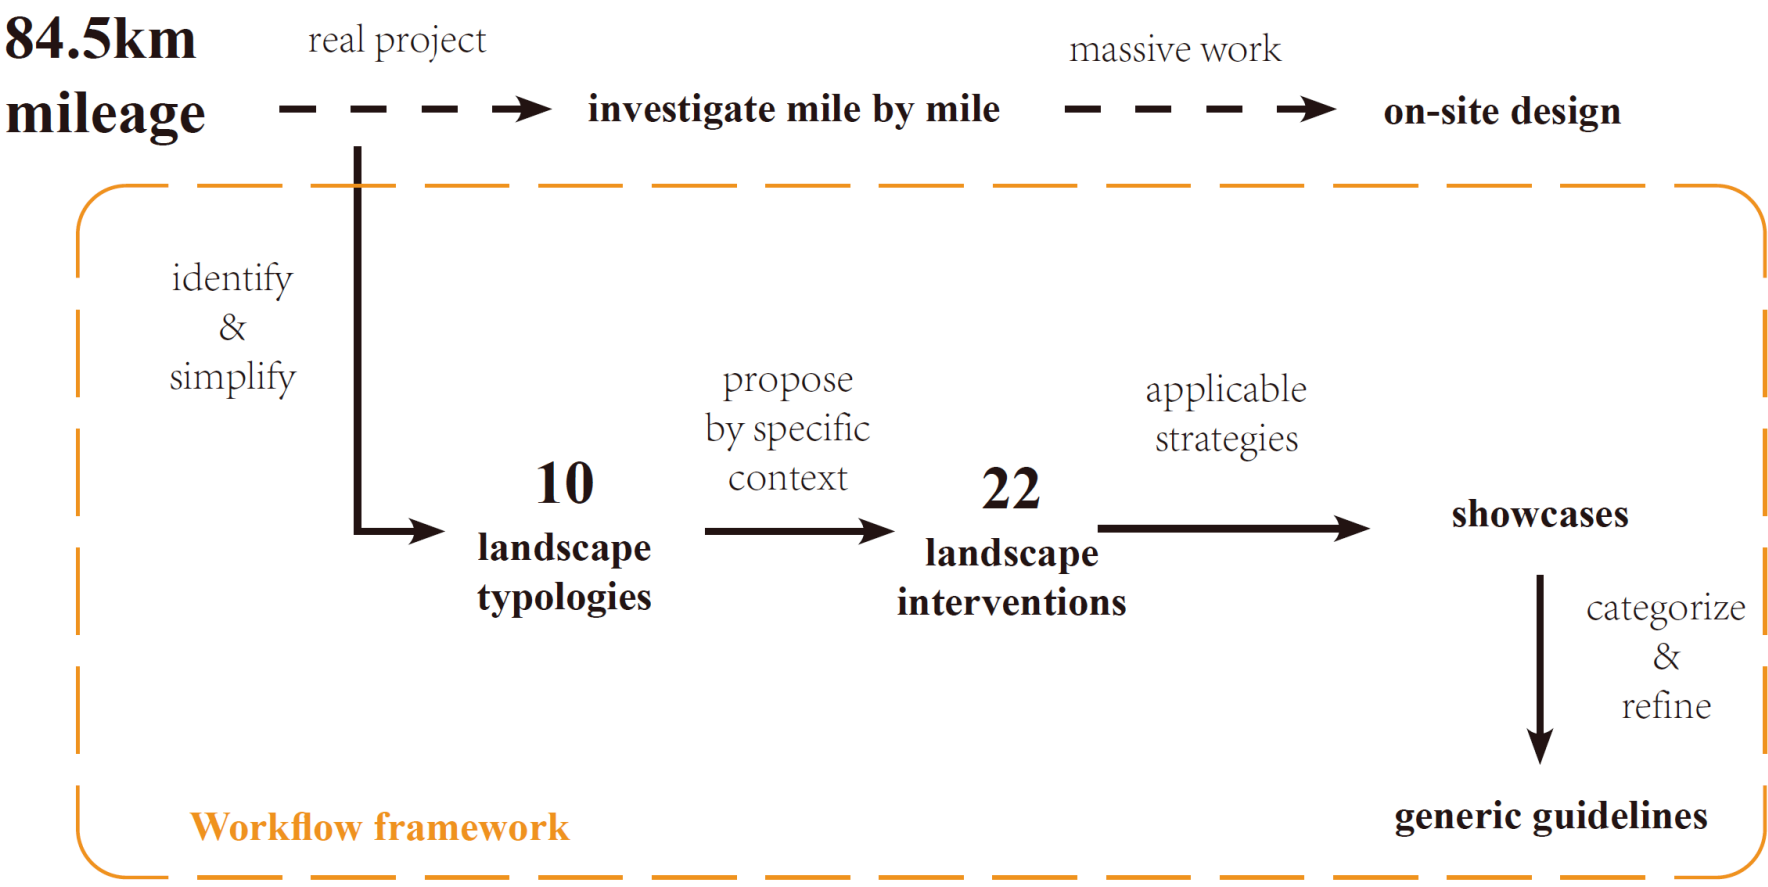 84.5km
mileage
real project
investigate mile by mile
massive work
on-site design
identify
&
simplify
10
landscape
typologies
propose
by specific
context
22
landscape
interventions
applicable
strategies
showcases
categorize
&
refine
generic guidelines
Workflow framework